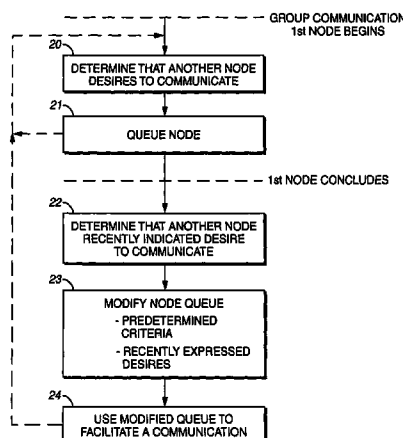 GROUP COMMUNICATION
1st NODE BEGINS
20
DETERMINE THAT ANOTHER NODE
DESIRES TO COMMUNICATE
21
QUEUE NODE
1st NODE CONCLUDES
22
DETERMINE THAT ANOTHER NODE
RECENTLY INDICATED DESIRE
TO COMMUNICATE
23
MODIFY NODE QUEUE
- PREDETERMINED
CRITERIA
- RECENTLY EXPRESSED
DESIRES
24
USE MODIFIED QUEUE TO
FACILITATE A COMMUNICATION